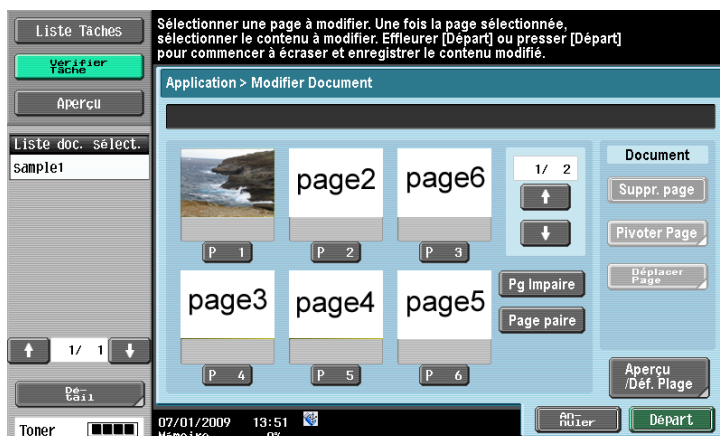 Liste Tâches
Vérifier
Tâche
Aperçu
Liste doc. sélect.
sample1
1/ 1
Dé-
tail
Toner
Sélectionner une page à modifier. Une fois la page sélectionnée,
sélectionner le contenu à modifier. Effleurer [Départ] ou presser [Départ]
pour commencer à écraser et enregistrer le contenu modifié.
Application > Modifier Document
page2
page6
P 1
P 2
P 3
page3
page4
page5
P 4
P 5
P 6
1/ 2
Pg Impaire
Page paire
Document
Suppr. page
Pivoter Page
Déplacer
Page
Aperçu
/Déf. Plage
07/01/2009 13:51
Mémoire 0%
An-
nuler
Départ